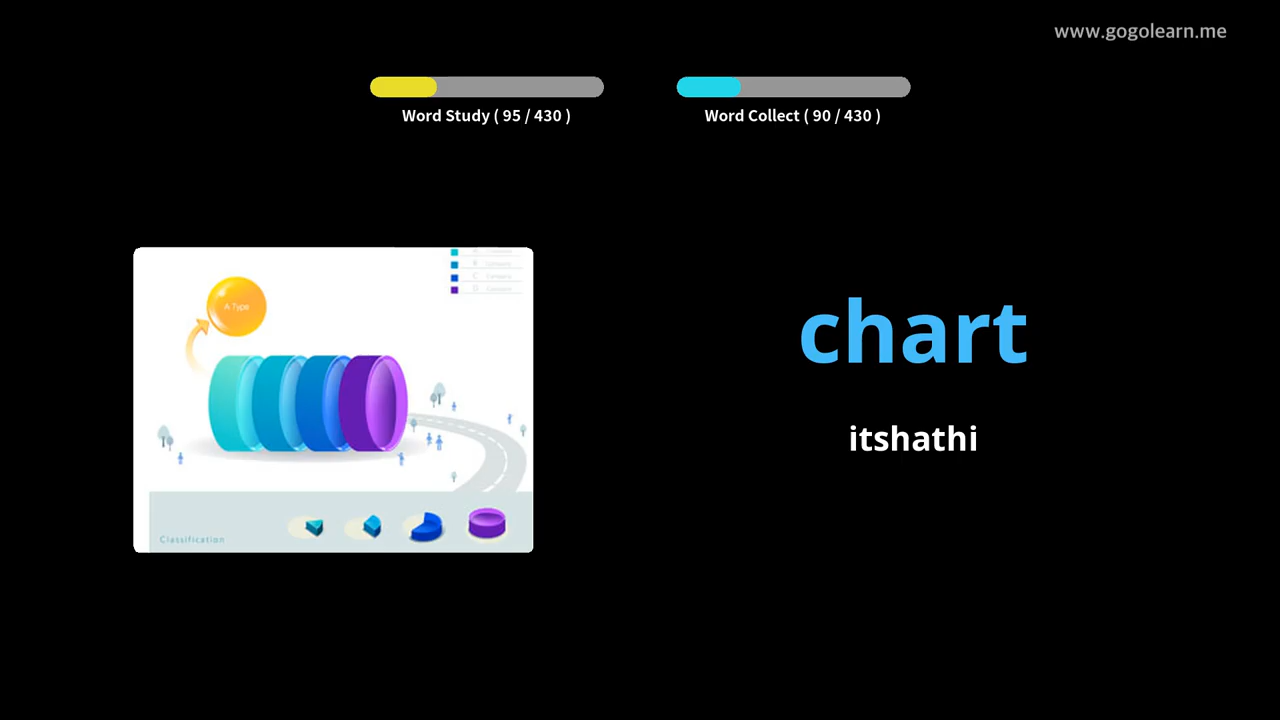 www.gogolearn.me
Word Study ( 95 / 430 )
Word Collect ( 90 / 430 )
A Type
chart
itshathi
B
C
D
Classification